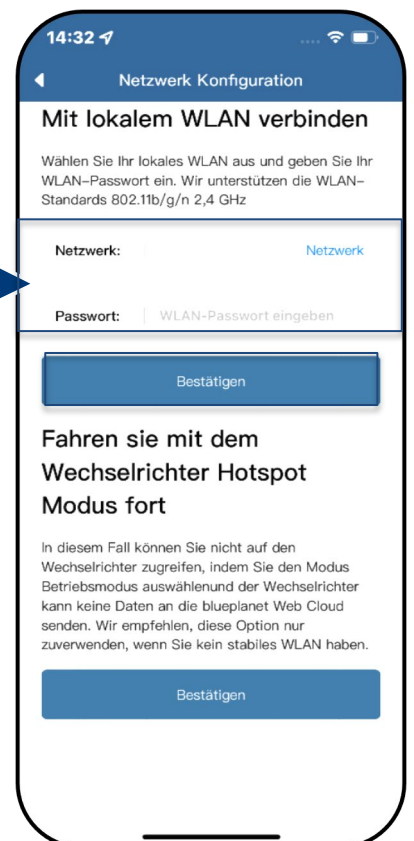 14:32
Netzwerk Konfiguration
Mit lokalem WLAN verbinden
Wählen Sie Ihr lokales WLAN aus und geben Sie Ihr
WLAN-Passwort ein. Wir unterstützen die WLAN-
Standards 802.11b/g/n 2,4 GHz
Netzwerk: Netzwerk
Passwort: WLAN-Passwort eingeben
Bestätigen
Fahren sie mit dem
Wechselrichter Hotspot
Modus fort
In diesem Fall können Sie nicht auf den
Wechselrichter zugreifen, indem Sie den Modus
Betriebsmodus auswählenund der Wechselrichter
kann keine Daten an die blueplanet Web Cloud
senden. Wir empfehlen, diese Option nur
zuverwenden, wenn Sie kein stabiles WLAN haben.
Bestätigen